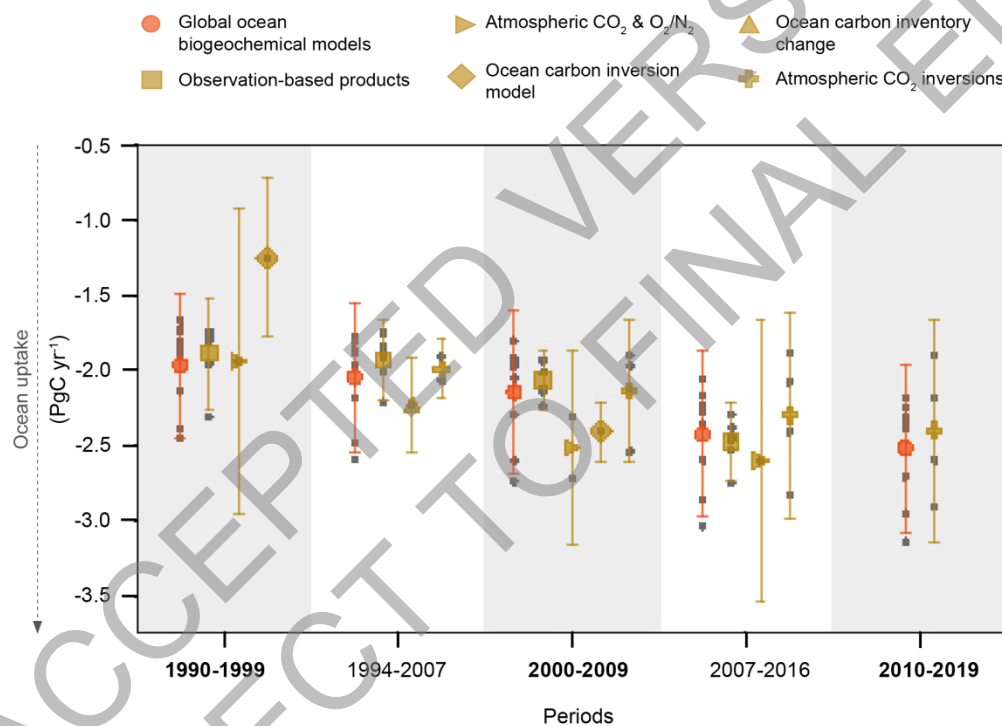 Global ocean
biogeochemical models
Observation-based products
Atmospheric CO₂ & O₂/N₂
Ocean carbon inversion
model
Ocean carbon inventory
change
Atmospheric CO₂ inversions
-0.5
-1.0
-1.5
-2.0
-2.5
-3.0
-3.5
Ocean uptake
(PgC yr⁻¹)
1990-1999
1994-2007
2000-2009
2007-2016
2010-2019
Periods
ACCEPTED
SUBJECT TO FINAL